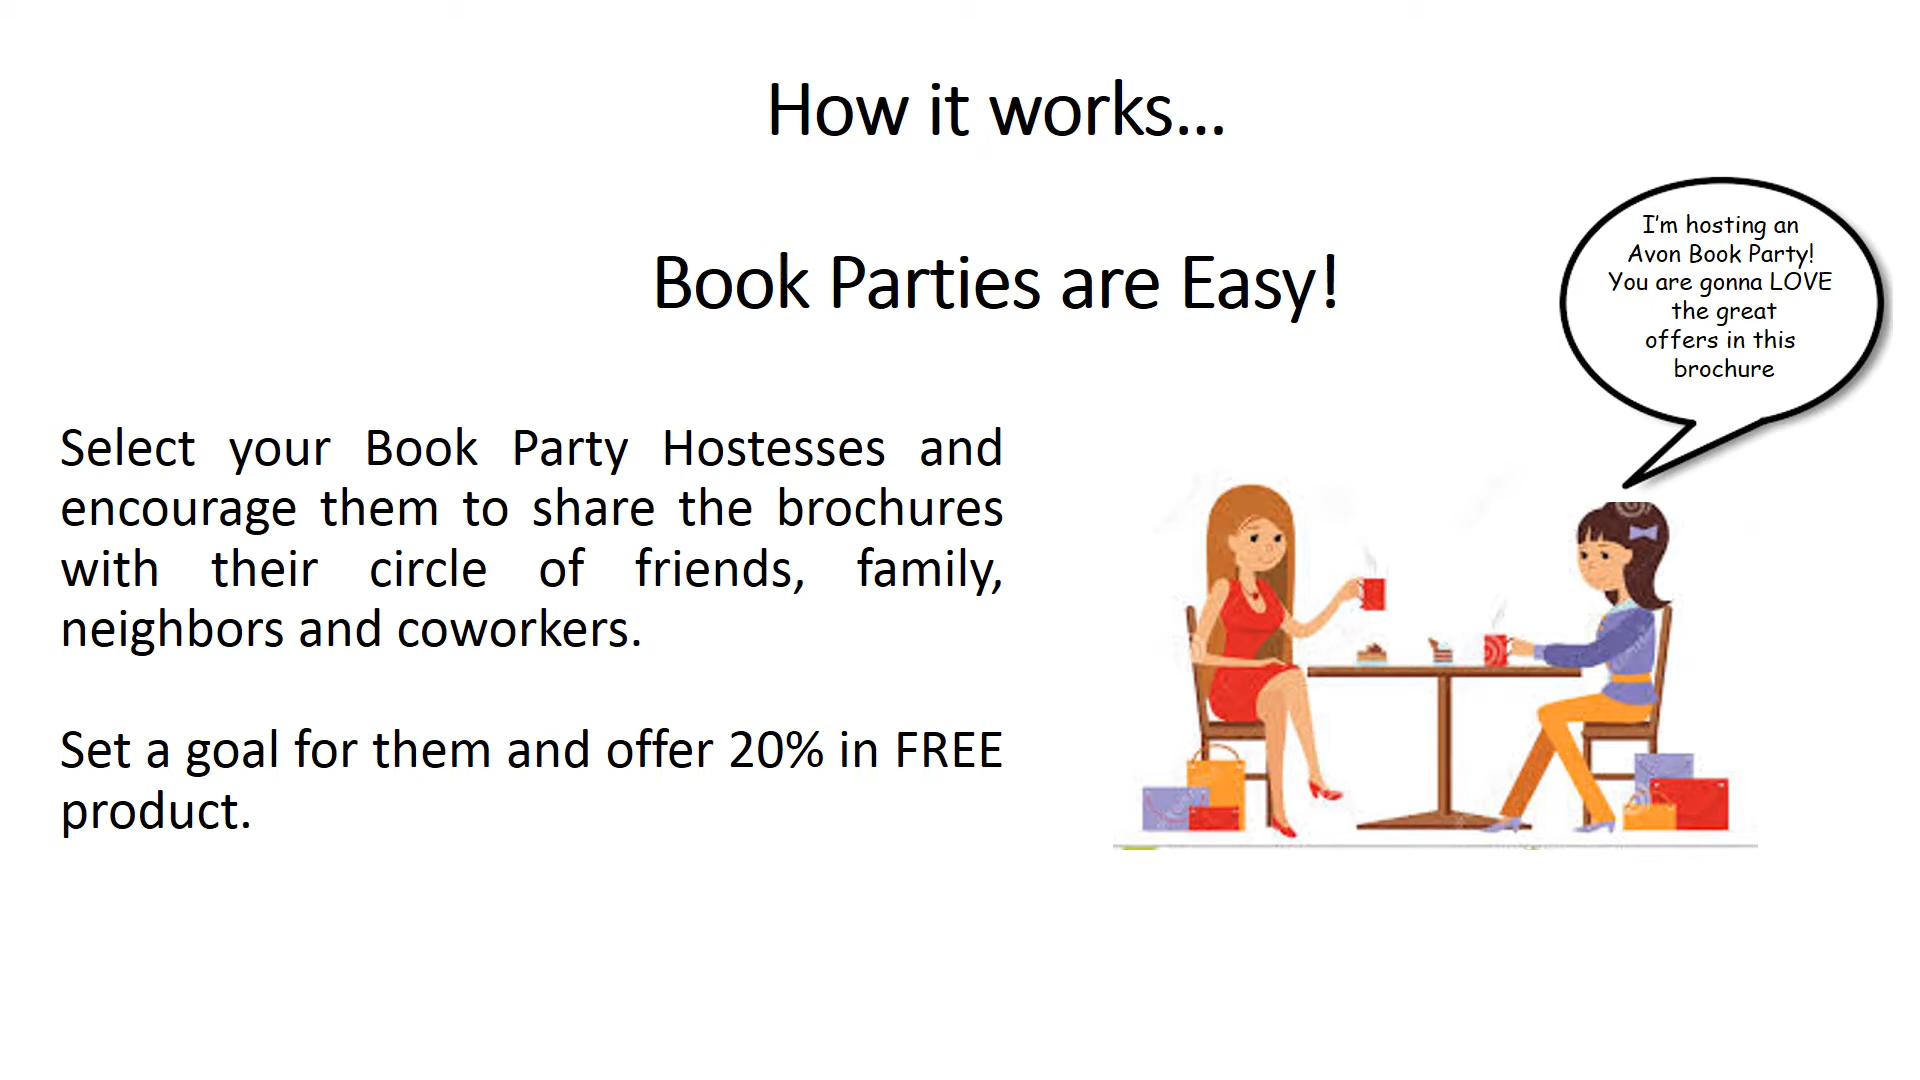 How it works...
Book Parties are Easy!
I'm hosting an
Avon Book Party!
You are gonna LOVE
the great
offers in this
brochure
Select your Book Party Hostesses and
encourage them to share the brochures
with their circle of friends, family,
neighbors and coworkers.
Set a goal for them and offer 20% in FREE
product.